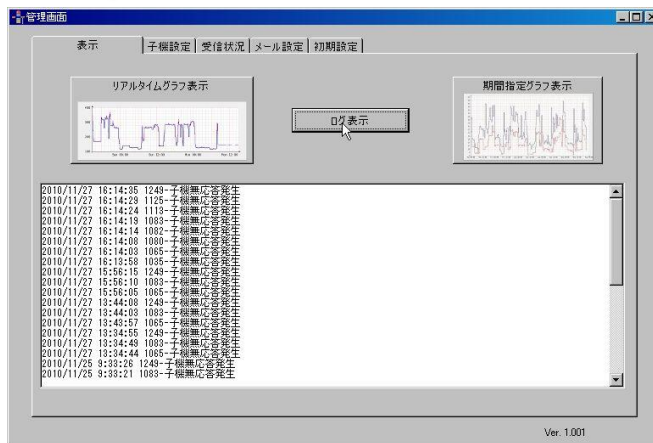 管理画面
表示
子機設定
受信状況
メール設定
初期設定
リアルタイムグラフ表示
ログ表示
期間指定グラフ表示
2010/11/27 16:14:35 1249-子機無応答発生
2010/11/27 16:14:29 1125-子機無応答発生
2010/11/27 16:14:24 1113-子機無応答発生
2010/11/27 16:14:19 1083-子機無応答発生
2010/11/27 16:14:14 1082-子機無応答発生
2010/11/27 16:14:08 1080-子機無応答発生
2010/11/27 16:14:03 1065-子機無応答発生
2010/11/27 16:13:58 1035-子機無応答発生
2010/11/27 15:56:15 1249-子機無応答発生
2010/11/27 15:56:10 1083-子機無応答発生
2010/11/27 15:56:05 1065-子機無応答発生
2010/11/27 13:44:08 1249-子機無応答発生
2010/11/27 13:44:03 1083-子機無応答発生
2010/11/27 13:43:57 1065-子機無応答発生
2010/11/27 13:34:55 1249-子機無応答発生
2010/11/27 13:34:49 1083-子機無応答発生
2010/11/27 13:34:44 1065-子機無応答発生
2010/11/25 9:33:26 1249-子機無応答発生
2010/11/25 9:33:21 1083-子機無応答発生
Ver. 1.001